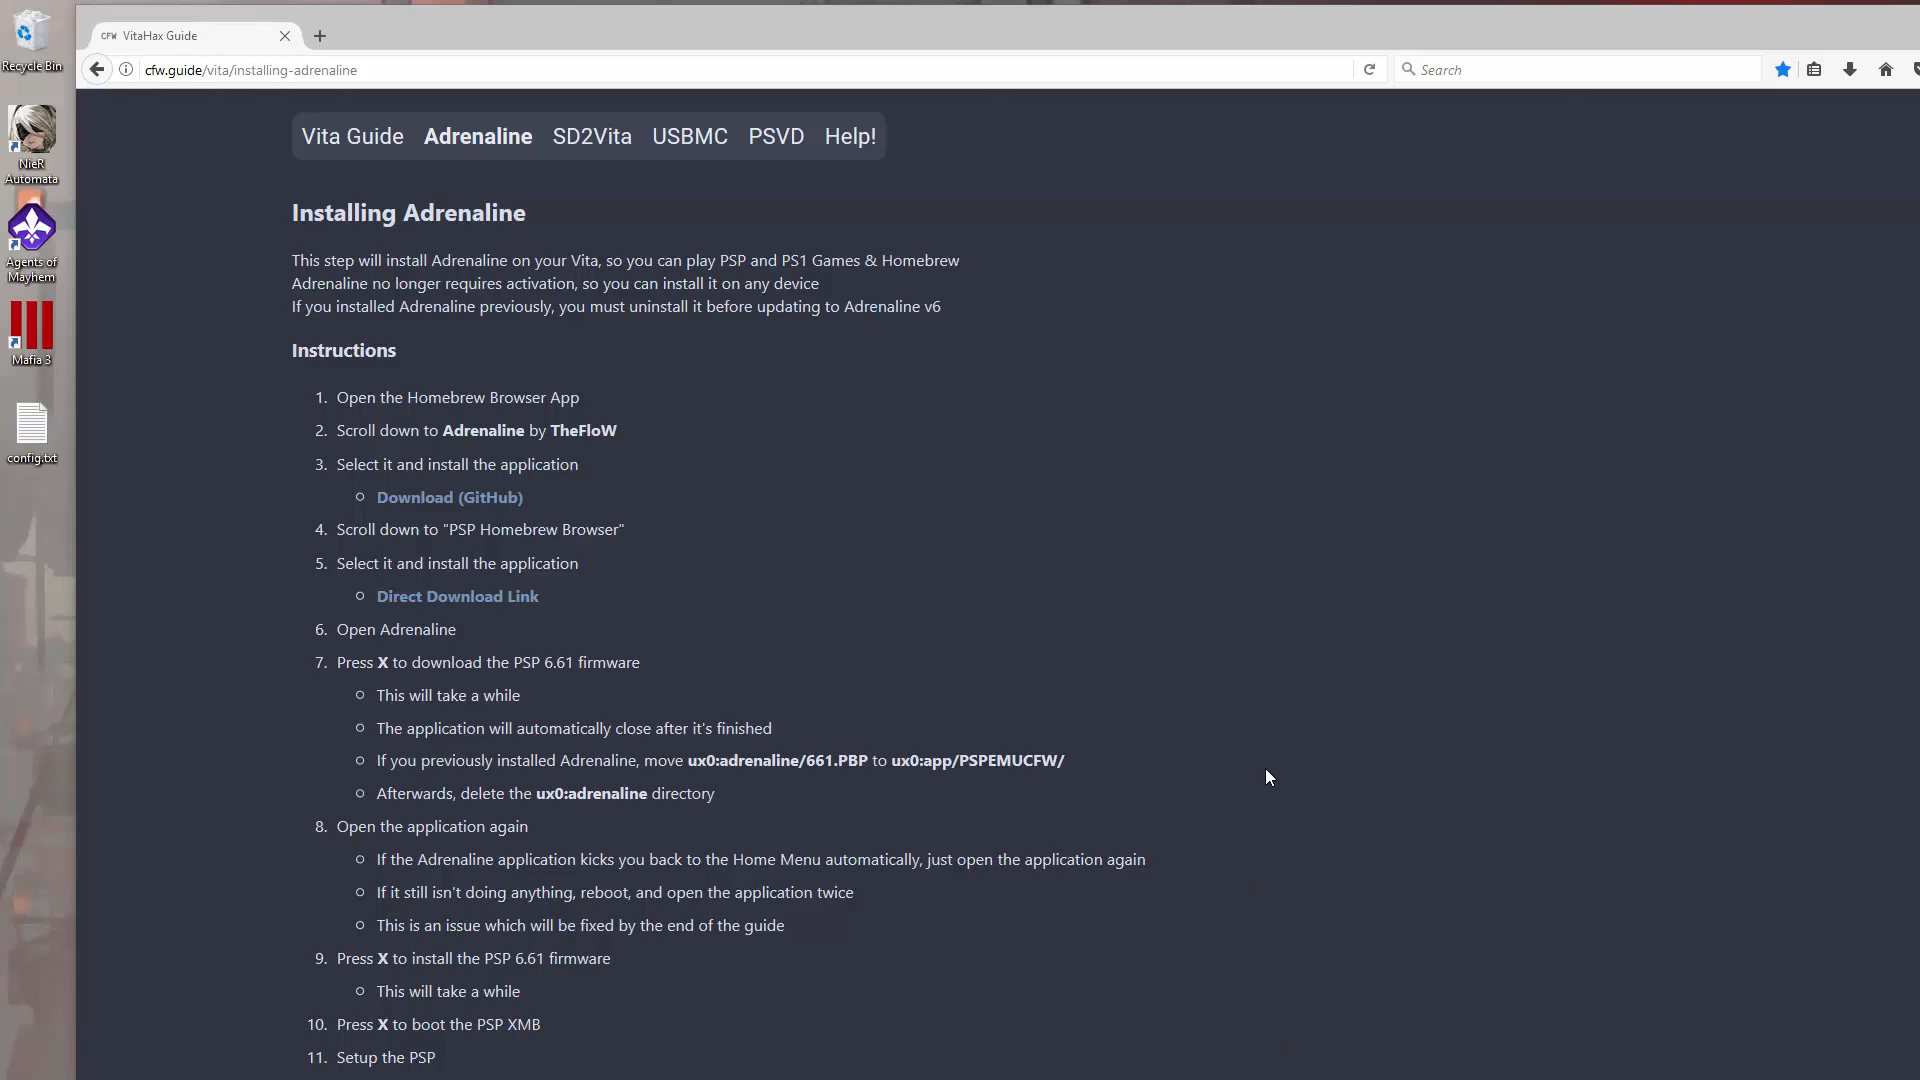 CFW VitaHax Guide
cfw.guide/vita/installing-adrenaline
Search
Recycle Bin
NieR
Automata
Agents of
Mayhem
Mafia 3
config.txt
Vita Guide Adrenaline SD2Vita USBMC PSVD Help!
Installing Adrenaline
This step will install Adrenaline on your Vita, so you can play PSP and PS1 Games & Homebrew
Adrenaline no longer requires activation, so you can install it on any device
If you installed Adrenaline previously, you must uninstall it before updating to Adrenaline v6
Instructions
1. Open the Homebrew Browser App
2. Scroll down to Adrenaline by TheFloW
3. Select it and install the application
Download (GitHub)
4. Scroll down to "PSP Homebrew Browser"
5. Select it and install the application
Direct Download Link
6. Open Adrenaline
7. Press X to download the PSP 6.61 firmware
This will take a while
The application will automatically close after it's finished
If you previously installed Adrenaline, move ux0:adrenaline/661.PBP to ux0:app/PSPEMUCFW/
Afterwards, delete the ux0:adrenaline directory
8. Open the application again
If the Adrenaline application kicks you back to the Home Menu automatically, just open the application again
If it still isn't doing anything, reboot, and open the application twice
This is an issue which will be fixed by the end of the guide
9. Press X to install the PSP 6.61 firmware
This will take a while
10. Press X to boot the PSP XMB
11. Setup the PSP